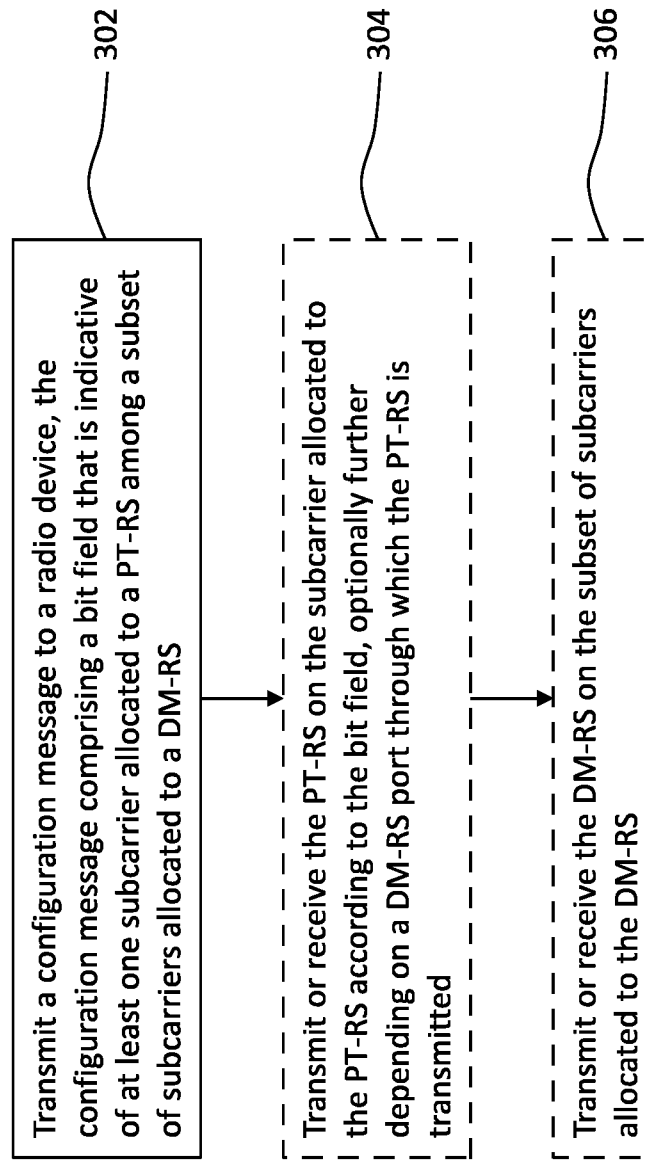 Transmit a configuration message to a radio device, the
configuration message comprising a bit field that is indicative
of at least one subcarrier allocated to a PT-RS among a subset
of subcarriers allocated to a DM-RS
302
Transmit or receive the PT-RS on the subcarrier allocated to
the PT-RS according to the bit field, optionally further
depending on a DM-RS port through which the PT-RS is
transmitted
304
Transmit or receive the DM-RS on the subset of subcarriers
allocated to the DM-RS
306